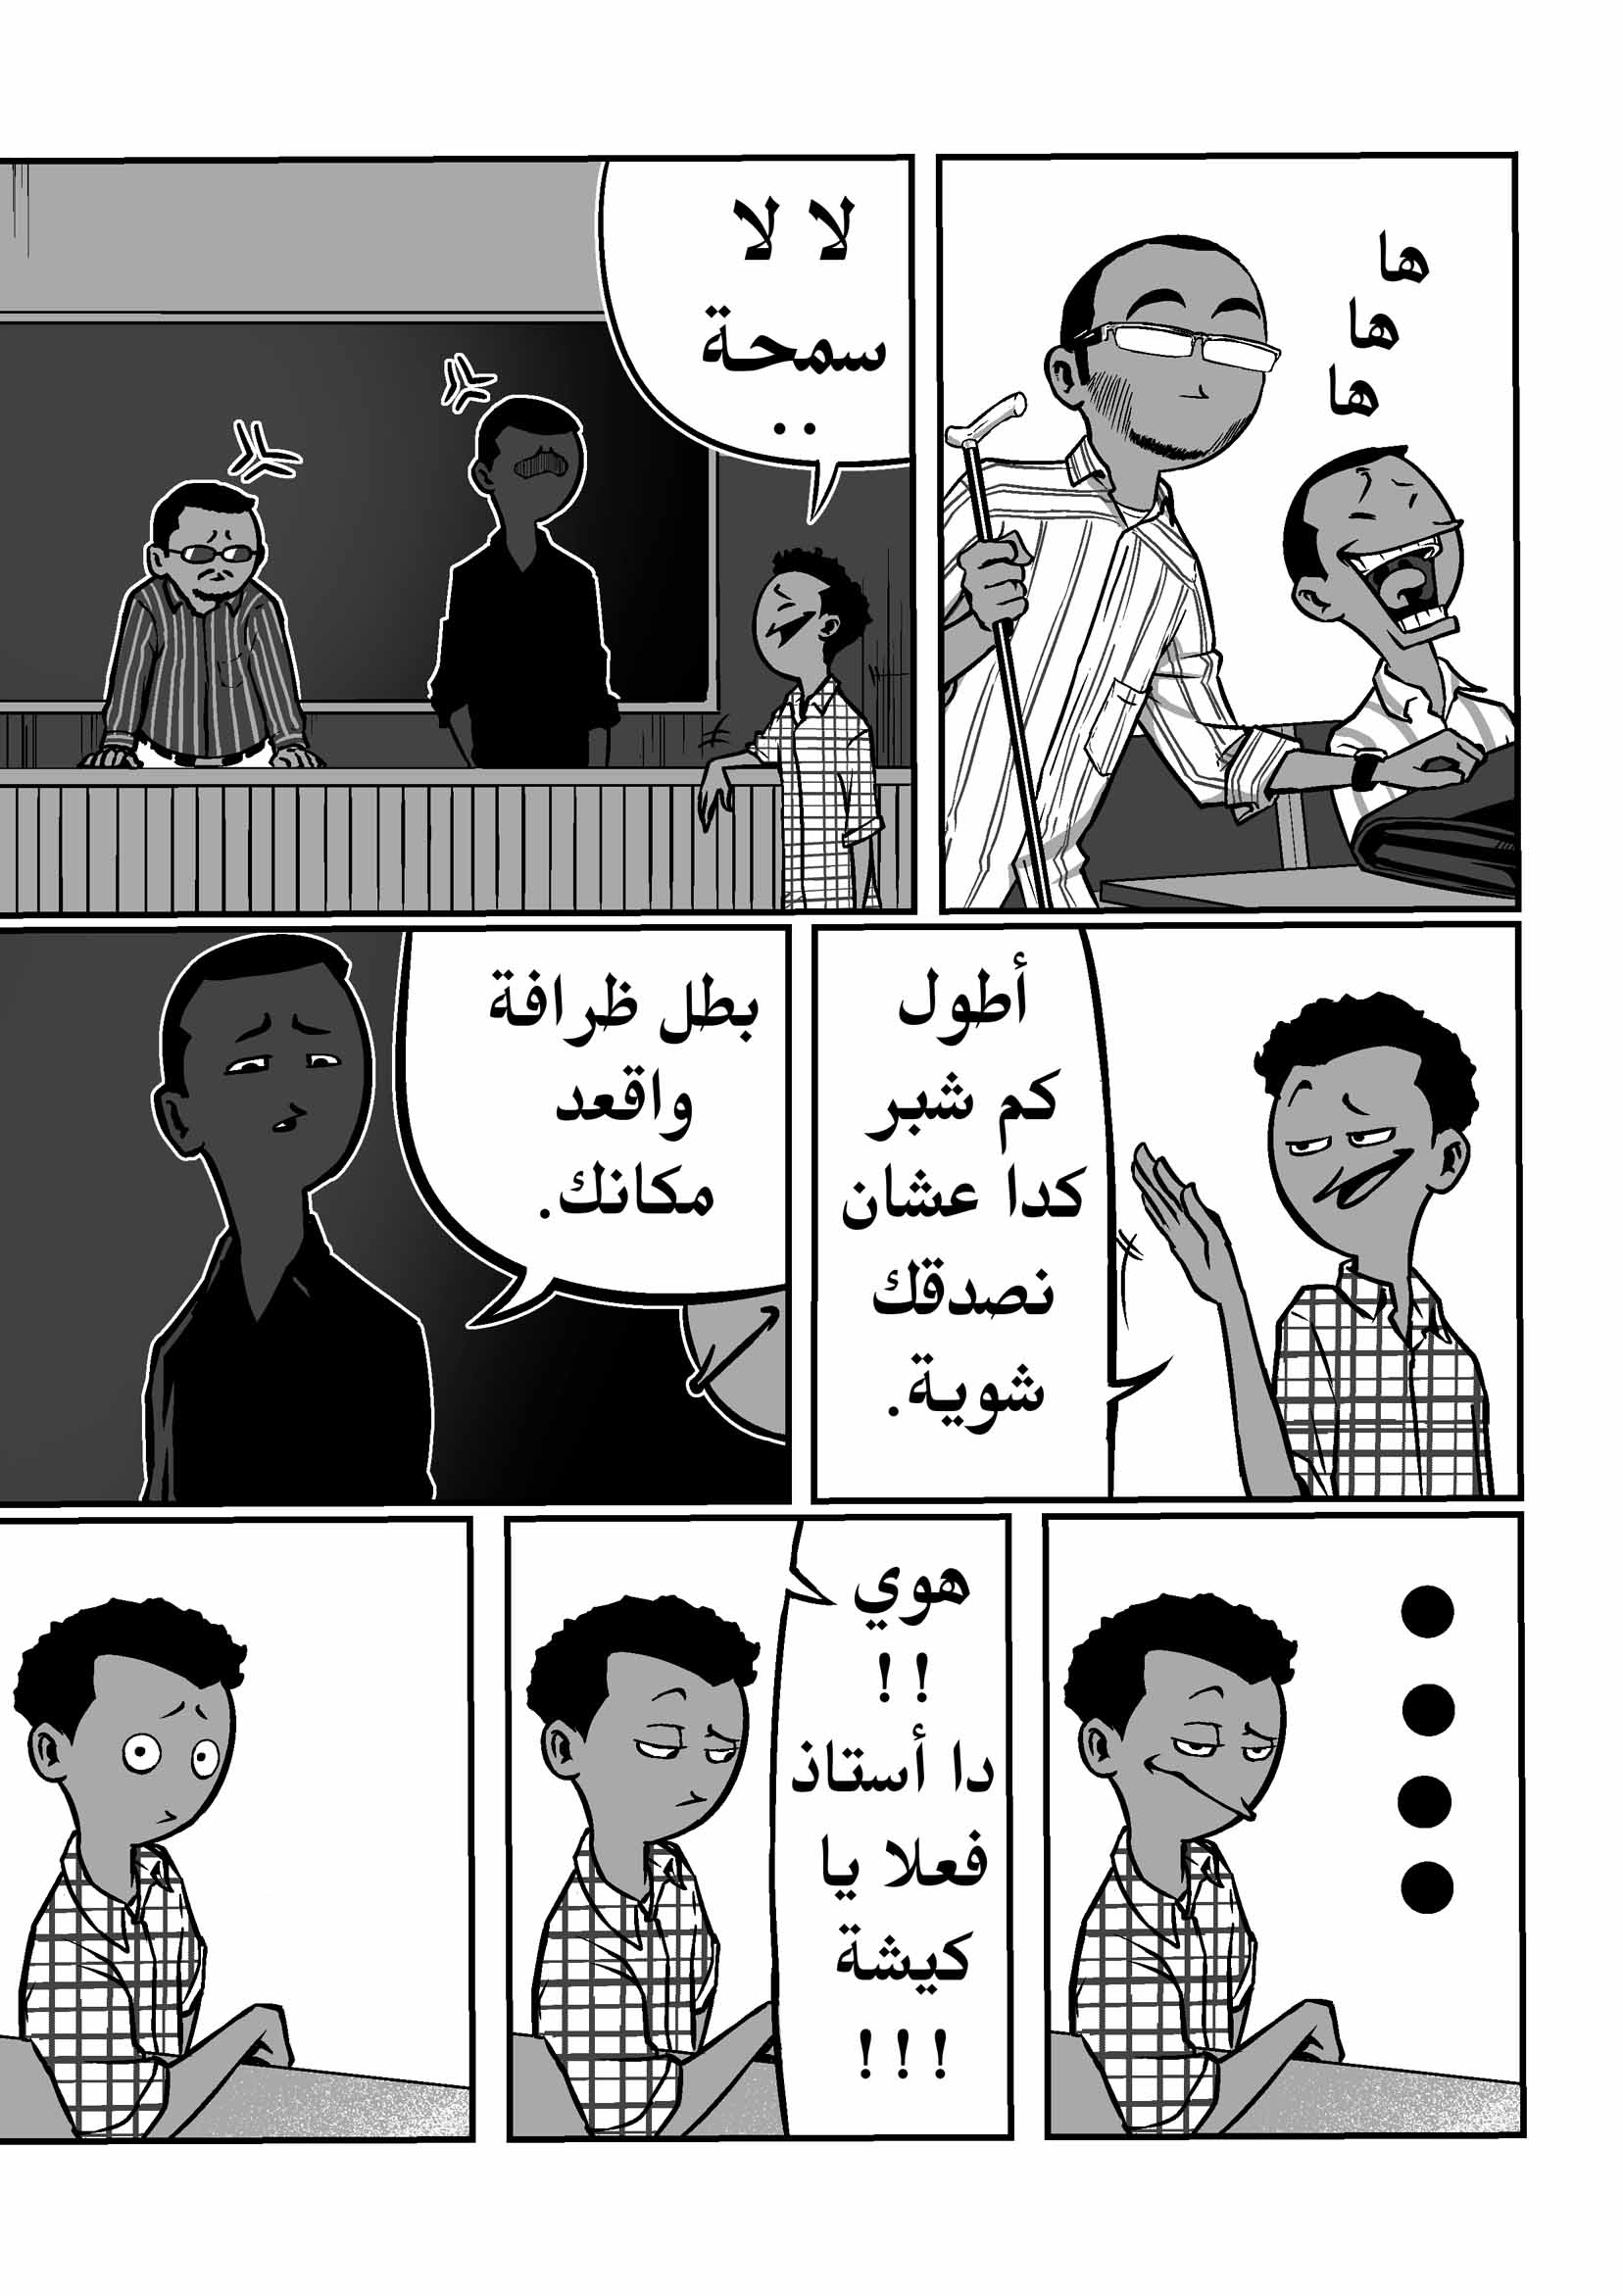 ها
ها
ها
لا لا
سمحة
..
أطول
كم شبر
كدا عشان
نصدقك
شوية.
بطل ظرافة
واقعد
مكانك.
هوي
!!
دا أستاذ
فعلا يا
كيشة
!!!